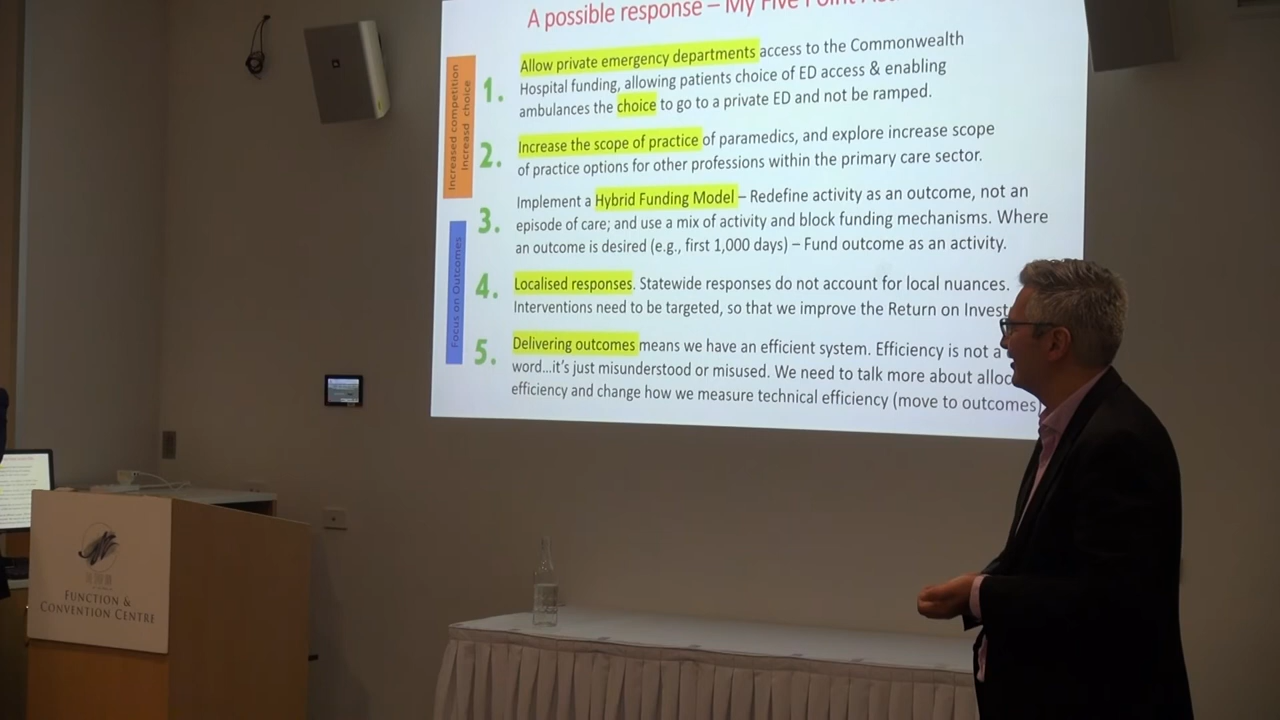 A possible response – My Five Point
Increased competition
Increasd choice
1.
Allow private emergency departments access to the Commonwealth
Hospital funding, allowing patients choice of ED access & enabling
ambulances the choice to go to a private ED and not be ramped.
2.
Increase the scope of practice of paramedics, and explore increase scope
of practice options for other professions within the primary care sector.
Focus on Outcomes
3.
Implement a Hybrid Funding Model – Redefine activity as an outcome, not an
episode of care; and use a mix of activity and block funding mechanisms. Where
an outcome is desired (e.g., first 1,000 days) – Fund outcome as an activity.
4.
Localised responses. Statewide responses do not account for local nuances.
Interventions need to be targeted, so that we improve the Return on Invest
5.
Delivering outcomes means we have an efficient system. Efficiency is not a
word...it's just misunderstood or misused. We need to talk more about alloc
efficiency and change how we measure technical efficiency (move to outcomes)
FUNCTION &
CONVENTION CENTRE